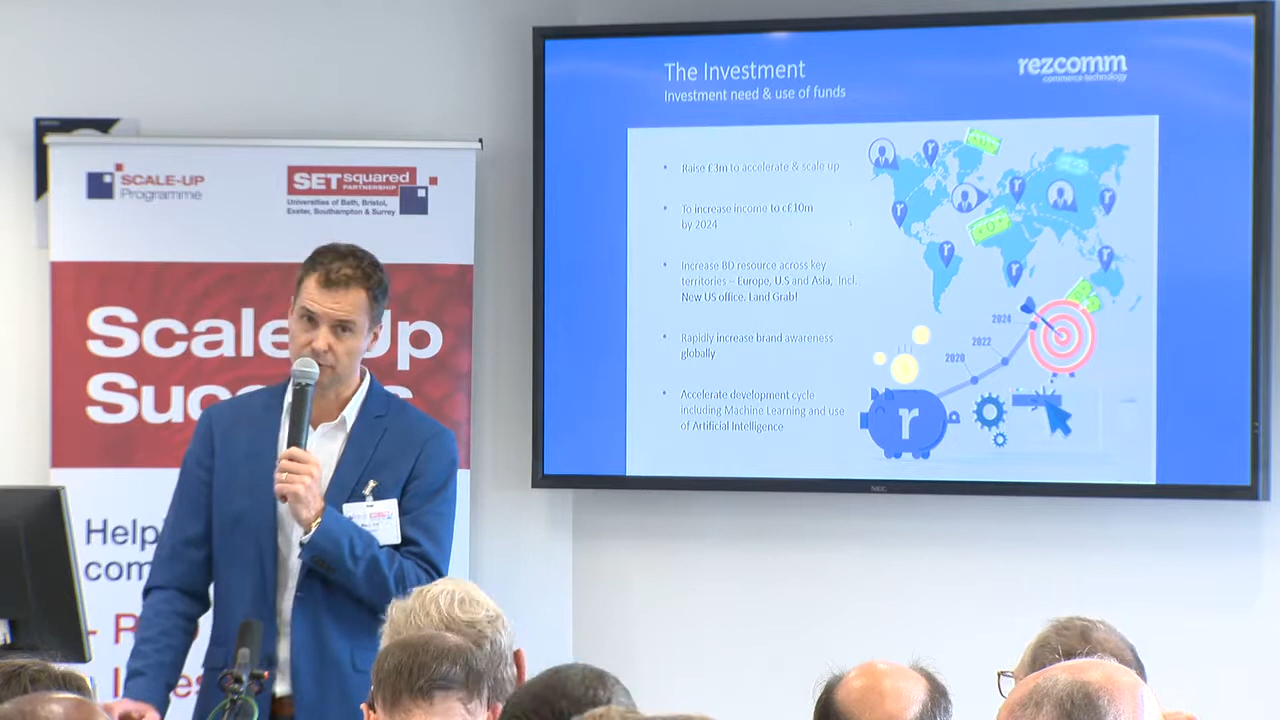 SCALE-UP
Programme
SETsquared
PARTNERSHIP
Universities of Bath, Bristol,
Exeter, Southampton & Surrey
Scale Up
Suc s
Help
com
- R
I es
The Investment
Investment need & use of funds
rezcomm
commerce technology
• Raise £3m to accelerate & scale up
• To increase income to c£10m
by 2024
• Increase BD resource across key
territories – Europe, U.S and Asia, Incl.
New US office. Land Grab!
• Rapidly increase brand awareness
globally
• Accelerate development cycle
including Machine Learning and use
of Artificial Intelligence
2024
2022
2020
r
NEC